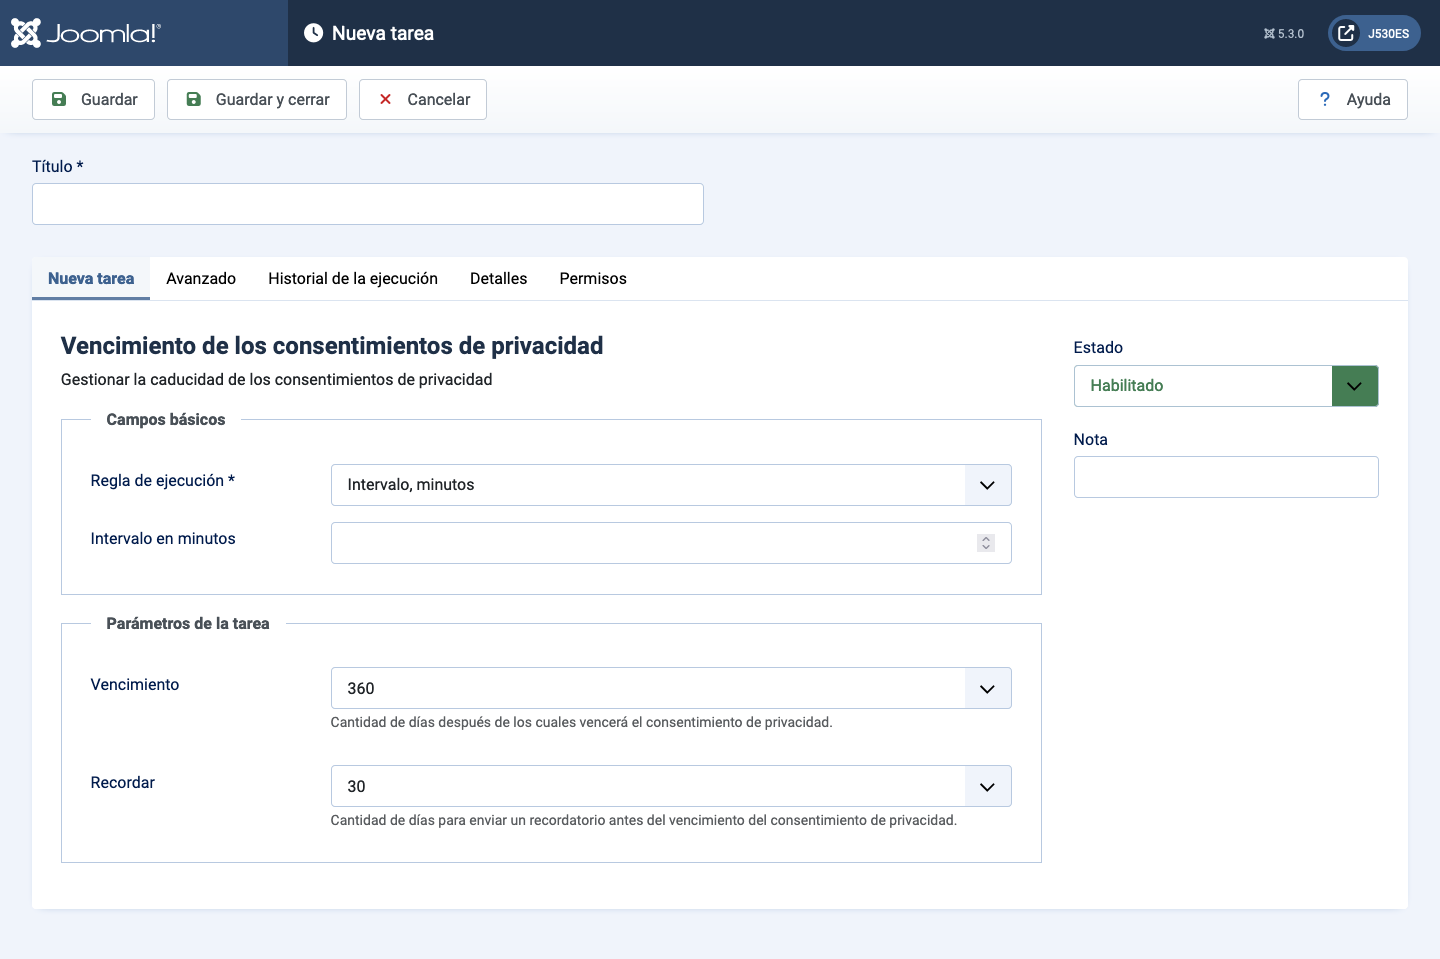 Joomla!®
Nueva tarea
5.3.0
J530ES
Guardar
Guardar y cerrar
Cancelar
? Ayuda
Título *
Nueva tarea
Avanzado
Historial de la ejecución
Detalles
Permisos
Vencimiento de los consentimientos de privacidad
Gestionar la caducidad de los consentimientos de privacidad
Campos básicos
Regla de ejecución *
Intervalo, minutos
Intervalo en minutos
Parámetros de la tarea
Vencimiento
360
Cantidad de días después de los cuales vencerá el consentimiento de privacidad.
Recordar
30
Cantidad de días para enviar un recordatorio antes del vencimiento del consentimiento de privacidad.
Estado
Habilitado
Nota